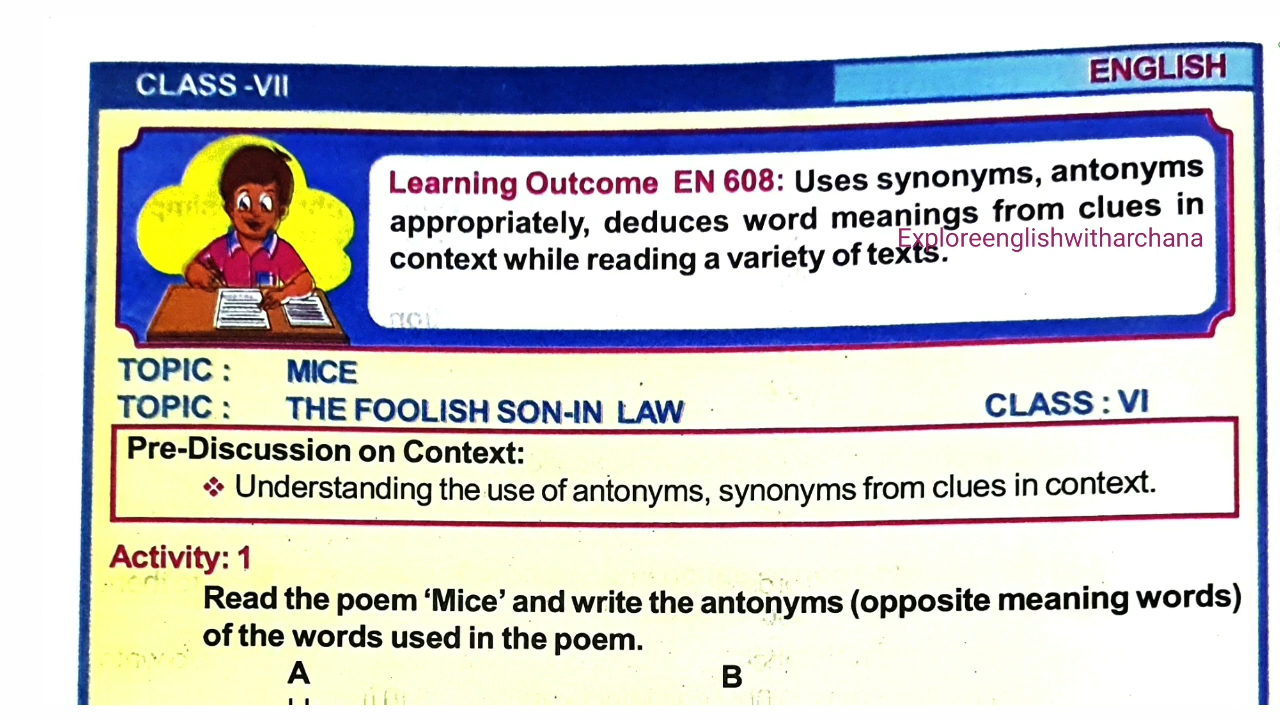 CLASS -VII
ENGLISH
Learning Outcome EN 608: Uses synonyms, antonyms
appropriately, deduces word meanings from clues in
Exploreenglishwitharchana
context while reading a variety of texts.
TOPIC : MICE
TOPIC : THE FOOLISH SON-IN LAW CLASS : VI
Pre-Discussion on Context:
❖ Understanding the use of antonyms, synonyms from clues in context.
Activity: 1
Read the poem ‘Mice’ and write the antonyms (opposite meaning words)
of the words used in the poem.
A B